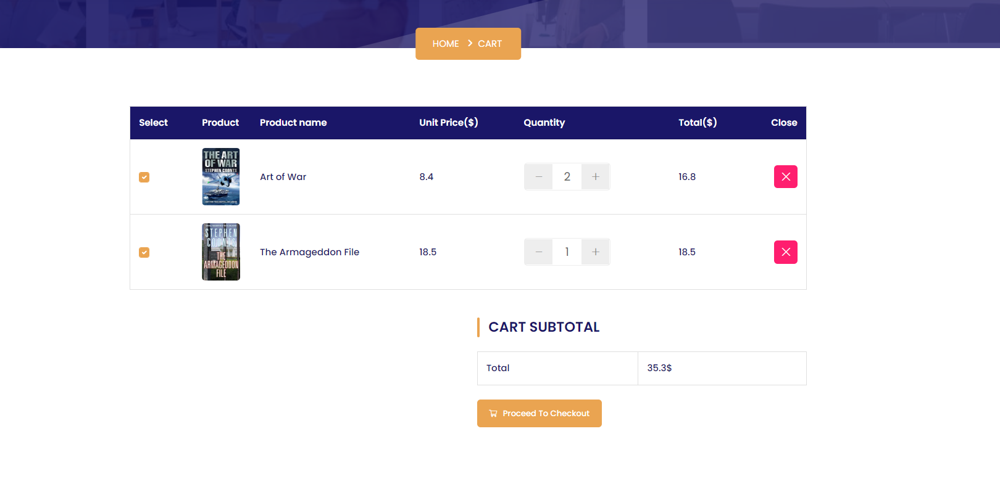 HOME > CART
Select Product Product name Unit Price($) Quantity Total($) Close
THE ART
OF WAR
STEPHEN COONTS
Art of War 8.4 − 2 + 16.8 ×
STEPHEN
COONTS
THE
ARMAGEDDON
FILE
The Armageddon File 18.5 − 1 + 18.5 ×
CART SUBTOTAL
Total 35.3$
Proceed To Checkout